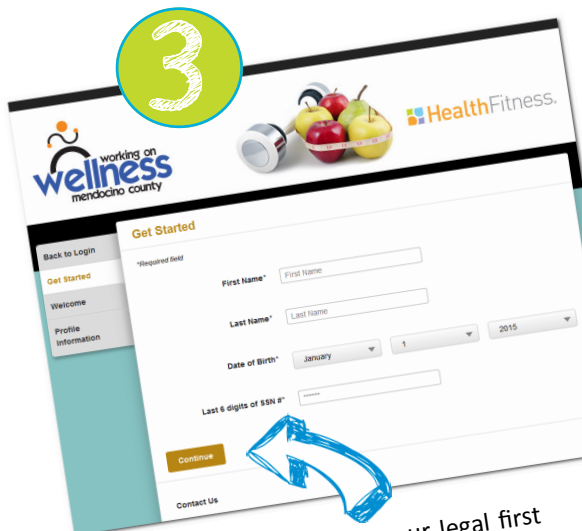 3
working on
wellness
mendocino county
HealthFitness.
Back to Login
Get Started
Welcome
Profile
Information
Get Started
*Required field
First Name* First Name
Last Name* Last Name
Date of Birth* January 1 2015
Last 6 digits of SSN #* ******
Continue
Contact Us
legal first